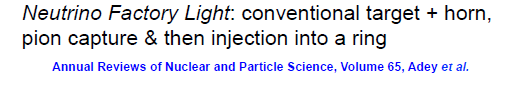 Neutrino Factory Light: conventional target + horn,
pion capture & then injection into a ring
Annual Reviews of Nuclear and Particle Science, Volume 65, Adey et al.